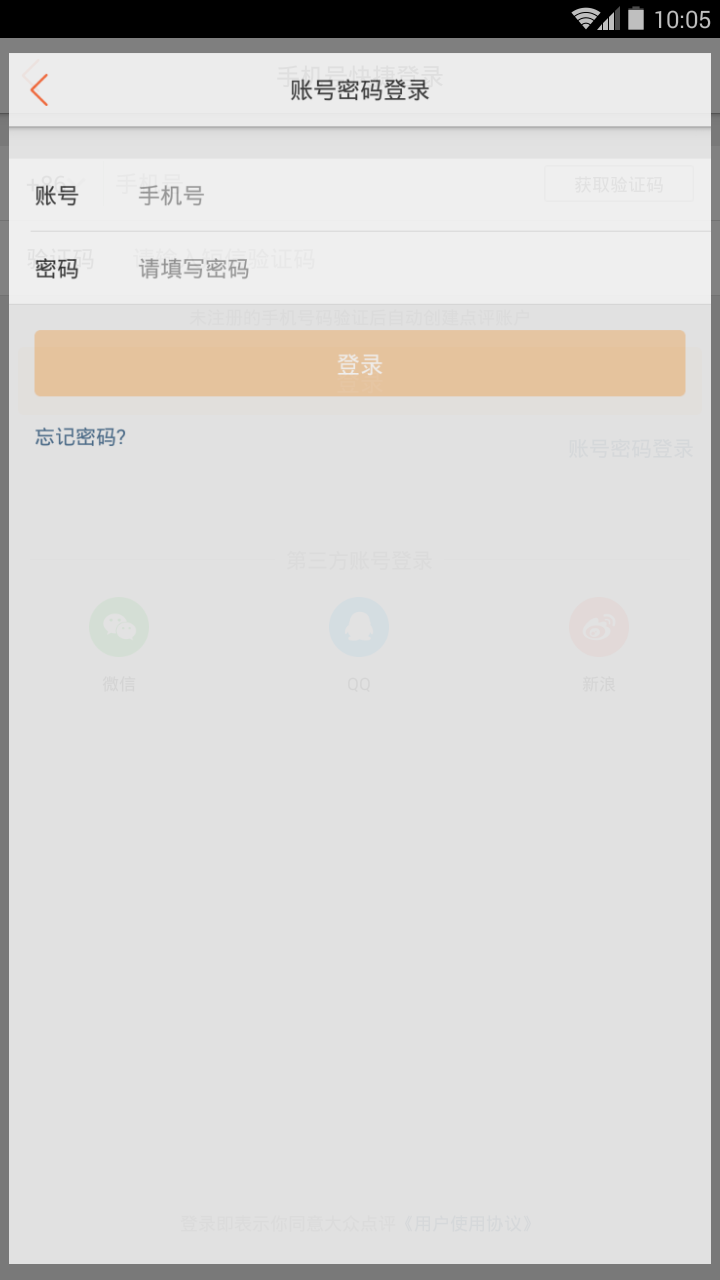 10:05
手机号快捷登录
账号密码登录
+86 手机号 获取验证码
账号 手机号
验证码 请输入短信验证码
密码 请填写密码
未注册的手机号码验证后自动创建点评账户
登录
忘记密码?
账号密码登录
第三方账号登录
微信 QQ 新浪
登录即表示你同意大众点评《用户使用协议》